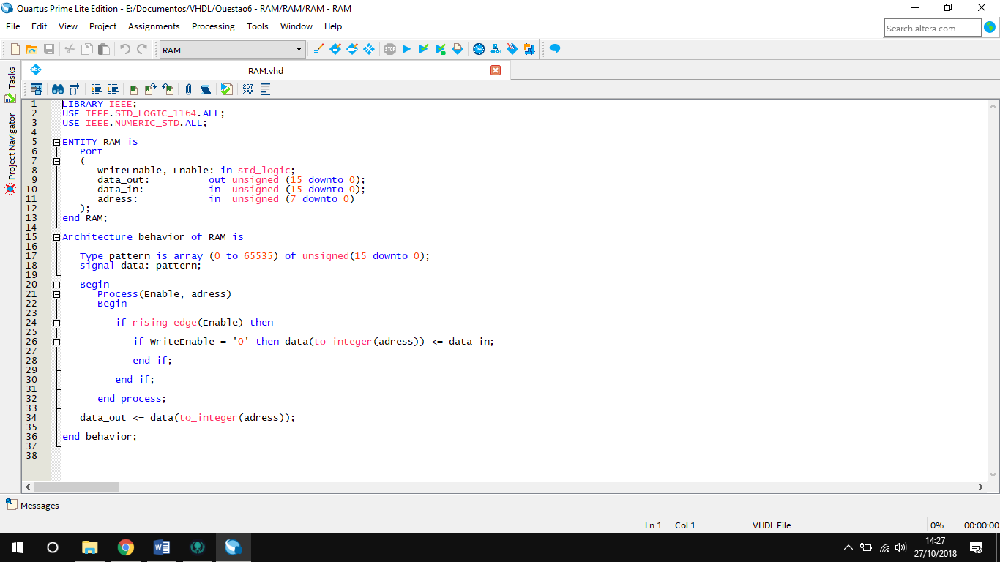 Quartus Prime Lite Edition - E:/Documentos/VHDL/Questao6 - RAM/RAM/RAM - RAM
File Edit View Project Assignments Processing Tools Window Help
Search altera.com
RAM
STOP
Tasks
Project Navigator
abc
RAM.vhd
267
268
1 LIBRARY IEEE;
2 USE IEEE.STD_LOGIC_1164.ALL;
3 USE IEEE.NUMERIC_STD.ALL;
4
5 ENTITY RAM is
6 Port
7 (
8 WriteEnable, Enable: in std_logic;
9 data_out: out unsigned (15 downto 0);
10 data_in: in unsigned (15 downto 0);
11 adress: in unsigned (7 downto 0)
12 );
13 end RAM;
14
15 Architecture behavior of RAM is
16
17 Type pattern is array (0 to 65535) of unsigned(15 downto 0);
18 signal data: pattern;
19
20 Begin
21 Process(Enable, adress)
22 Begin
23
24 if rising_edge(Enable) then
25
26 if WriteEnable = '0' then data(to_integer(adress)) <= data_in;
27
28 end if;
29
30 end if;
31
32 end process;
33
34 data_out <= data(to_integer(adress));
35
36 end behavior;
37
38
Messages
Ln 1 Col 1 VHDL File 0% 00:00:00
14:27
27/10/2018